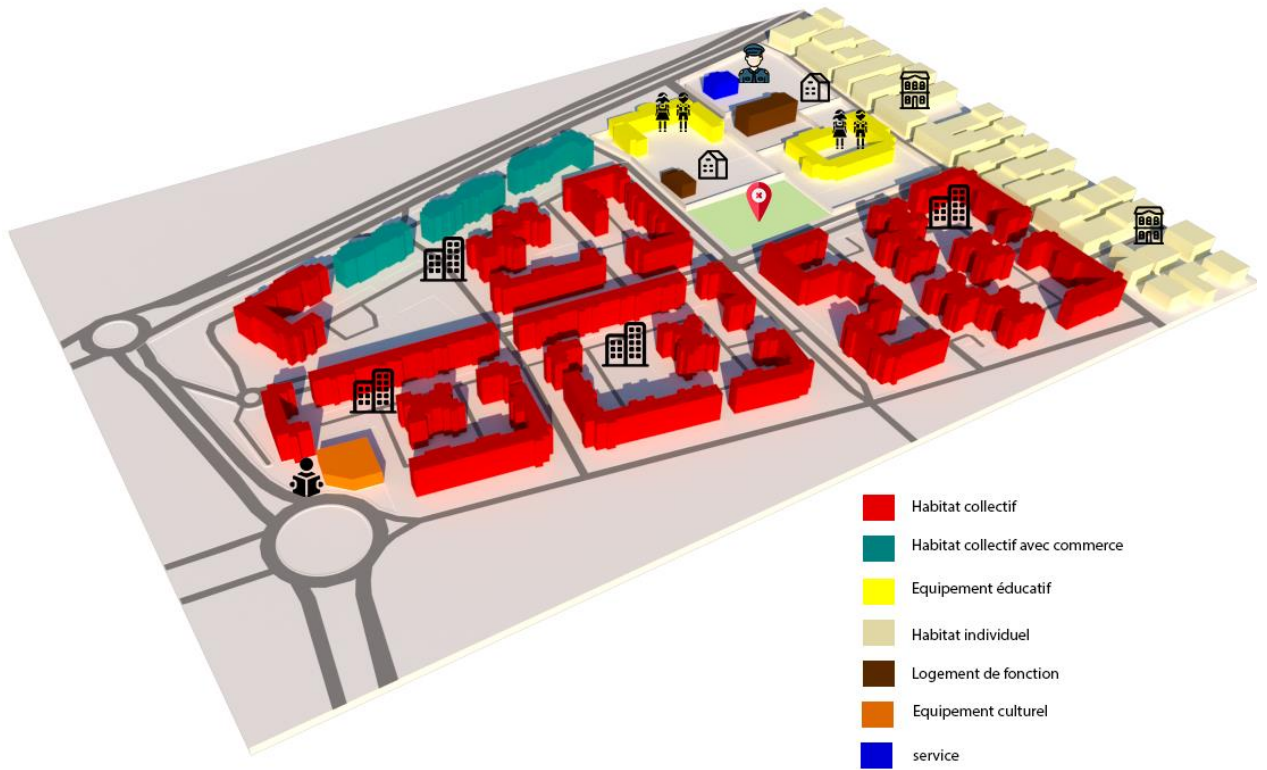 Habitat collectif
Habitat collectif avec commerce
Equipement éducatif
Habitat individuel
Logement de fonction
Equipement culturel
service